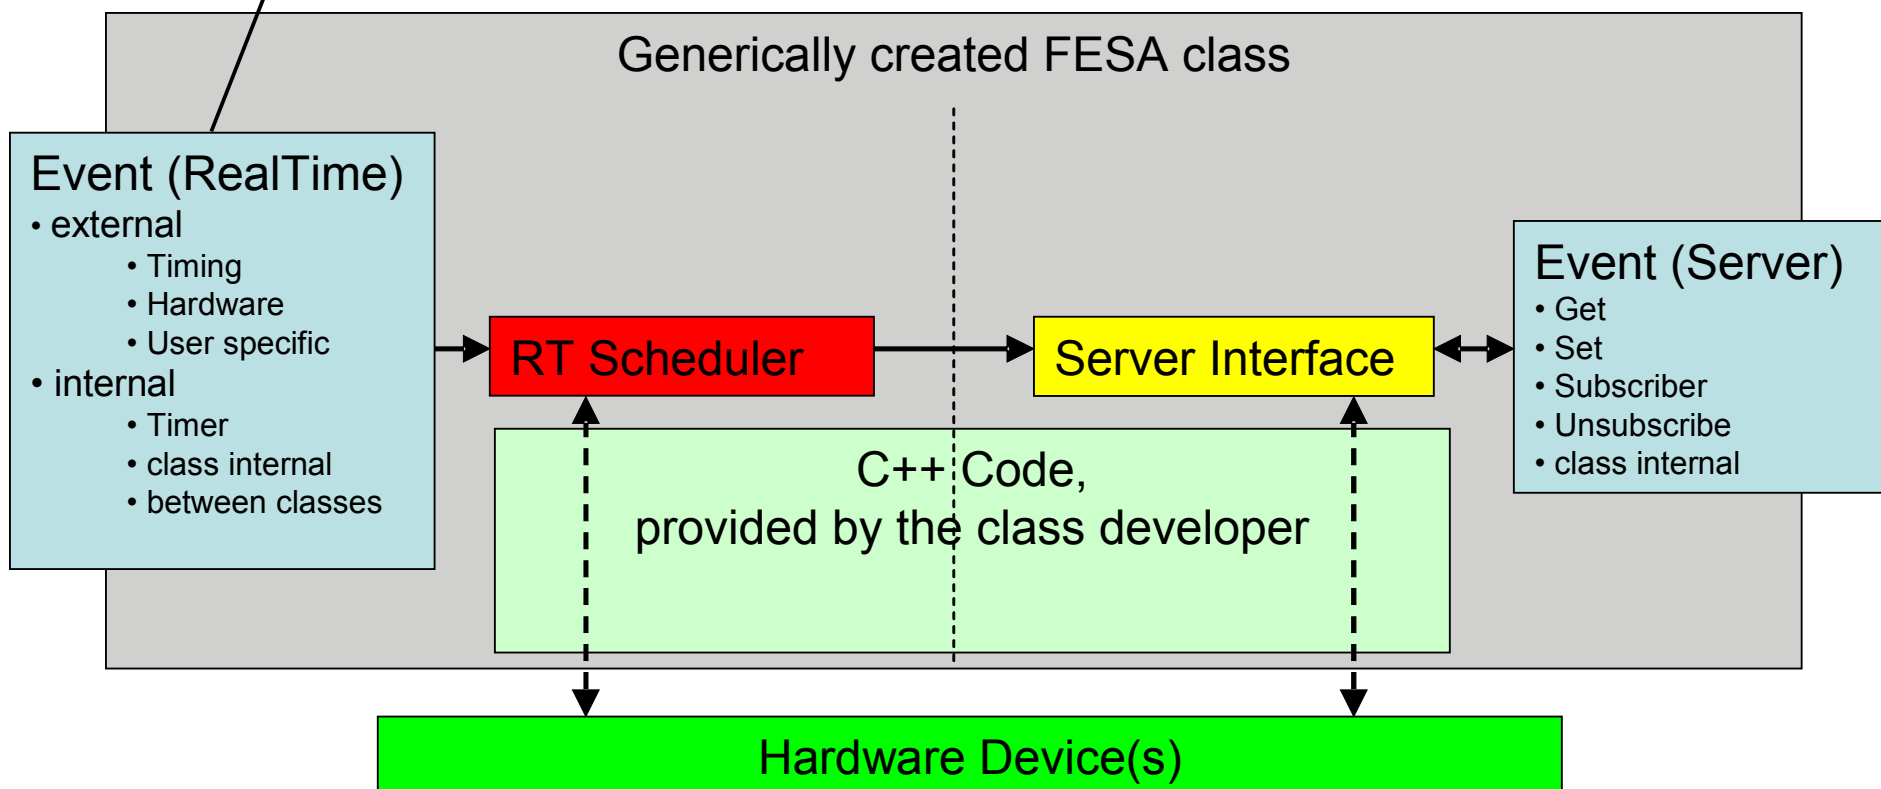 Generically created FESA class
Event (RealTime)
• external
• Timing
• Hardware
• User specific
• internal
• Timer
• class internal
• between classes
RT Scheduler
Server Interface
Event (Server)
• Get
• Set
• Subscriber
• Unsubscribe
• class internal
C++ Code,
provided by the class developer
Hardware Device(s)